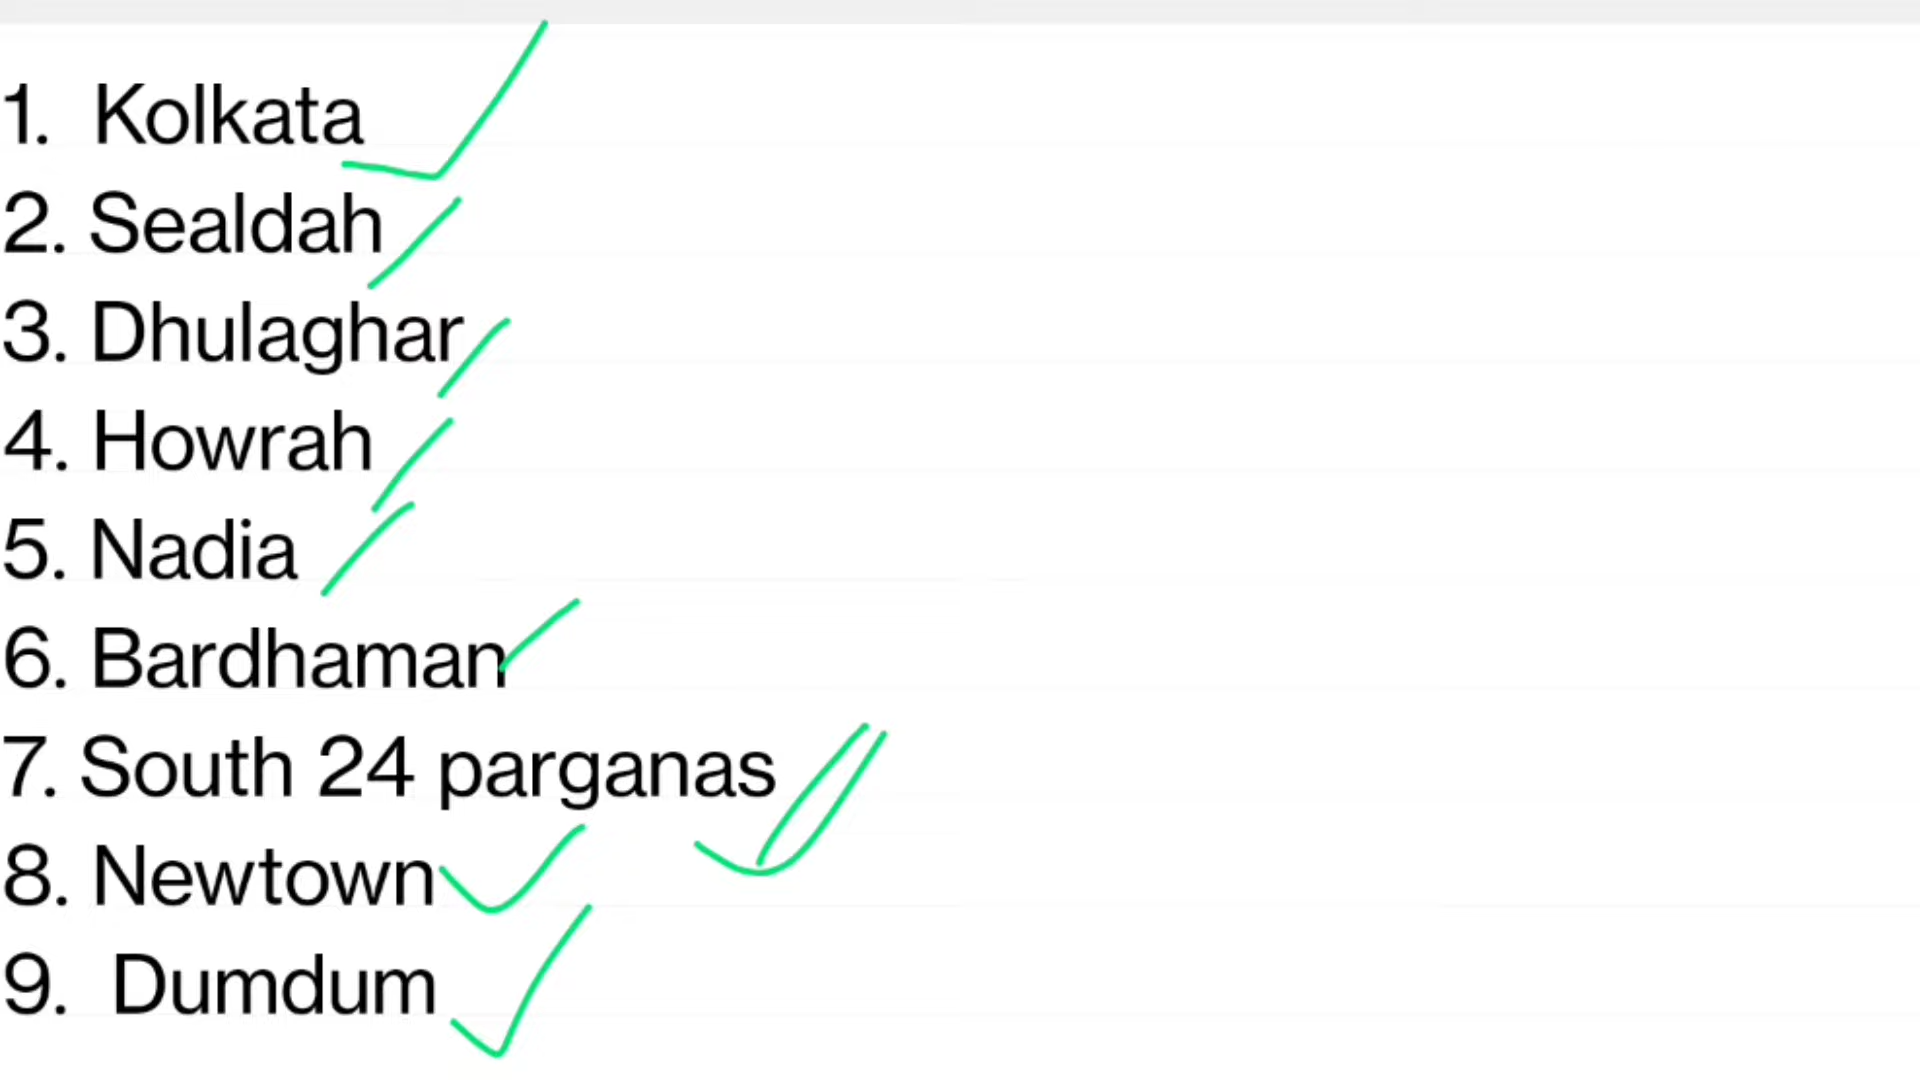 1. Kolkata
2. Sealdah
3. Dhulaghar
4. Howrah
5. Nadia
6. Bardhaman
7. South 24 parganas
8. Newtown
9. Dumdum